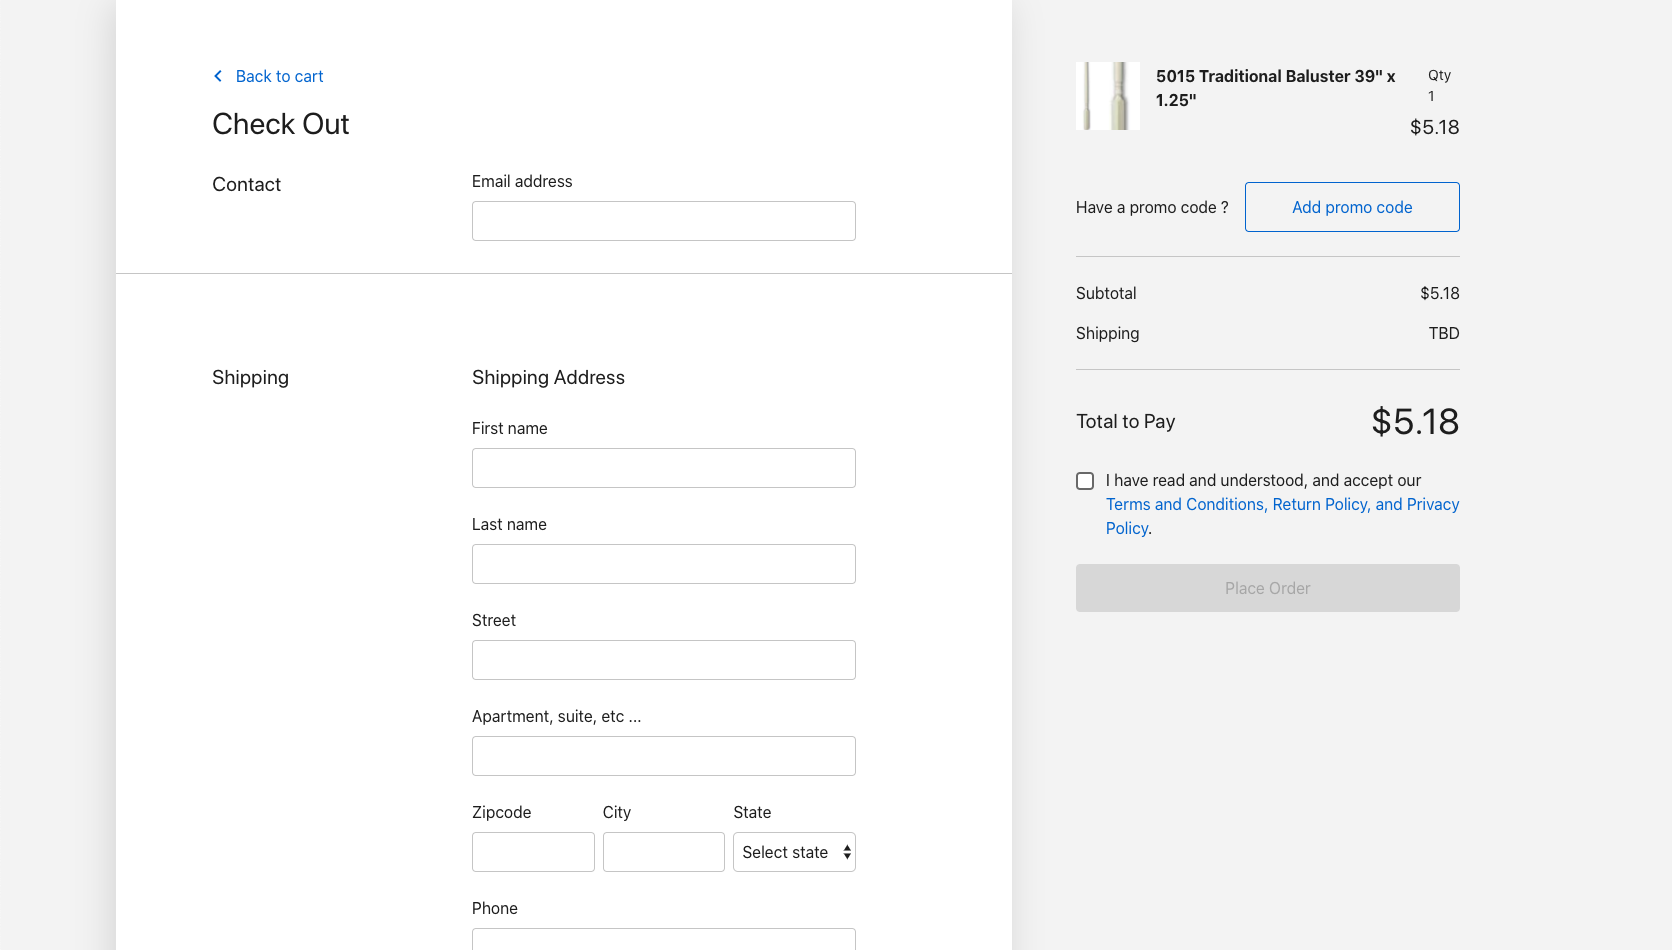 Back to cart
Check Out
Contact
Email address
Shipping
Shipping Address
First name
Last name
Street
Apartment, suite, etc ...
Zipcode City State
Select state
Phone
5015 Traditional Baluster 39" x
1.25"
Qty
1
$5.18
Have a promo code ? Add promo code
Subtotal $5.18
Shipping TBD
Total to Pay $5.18
I have read and understood, and accept our
Terms and Conditions, Return Policy, and Privacy
Policy.
Place Order